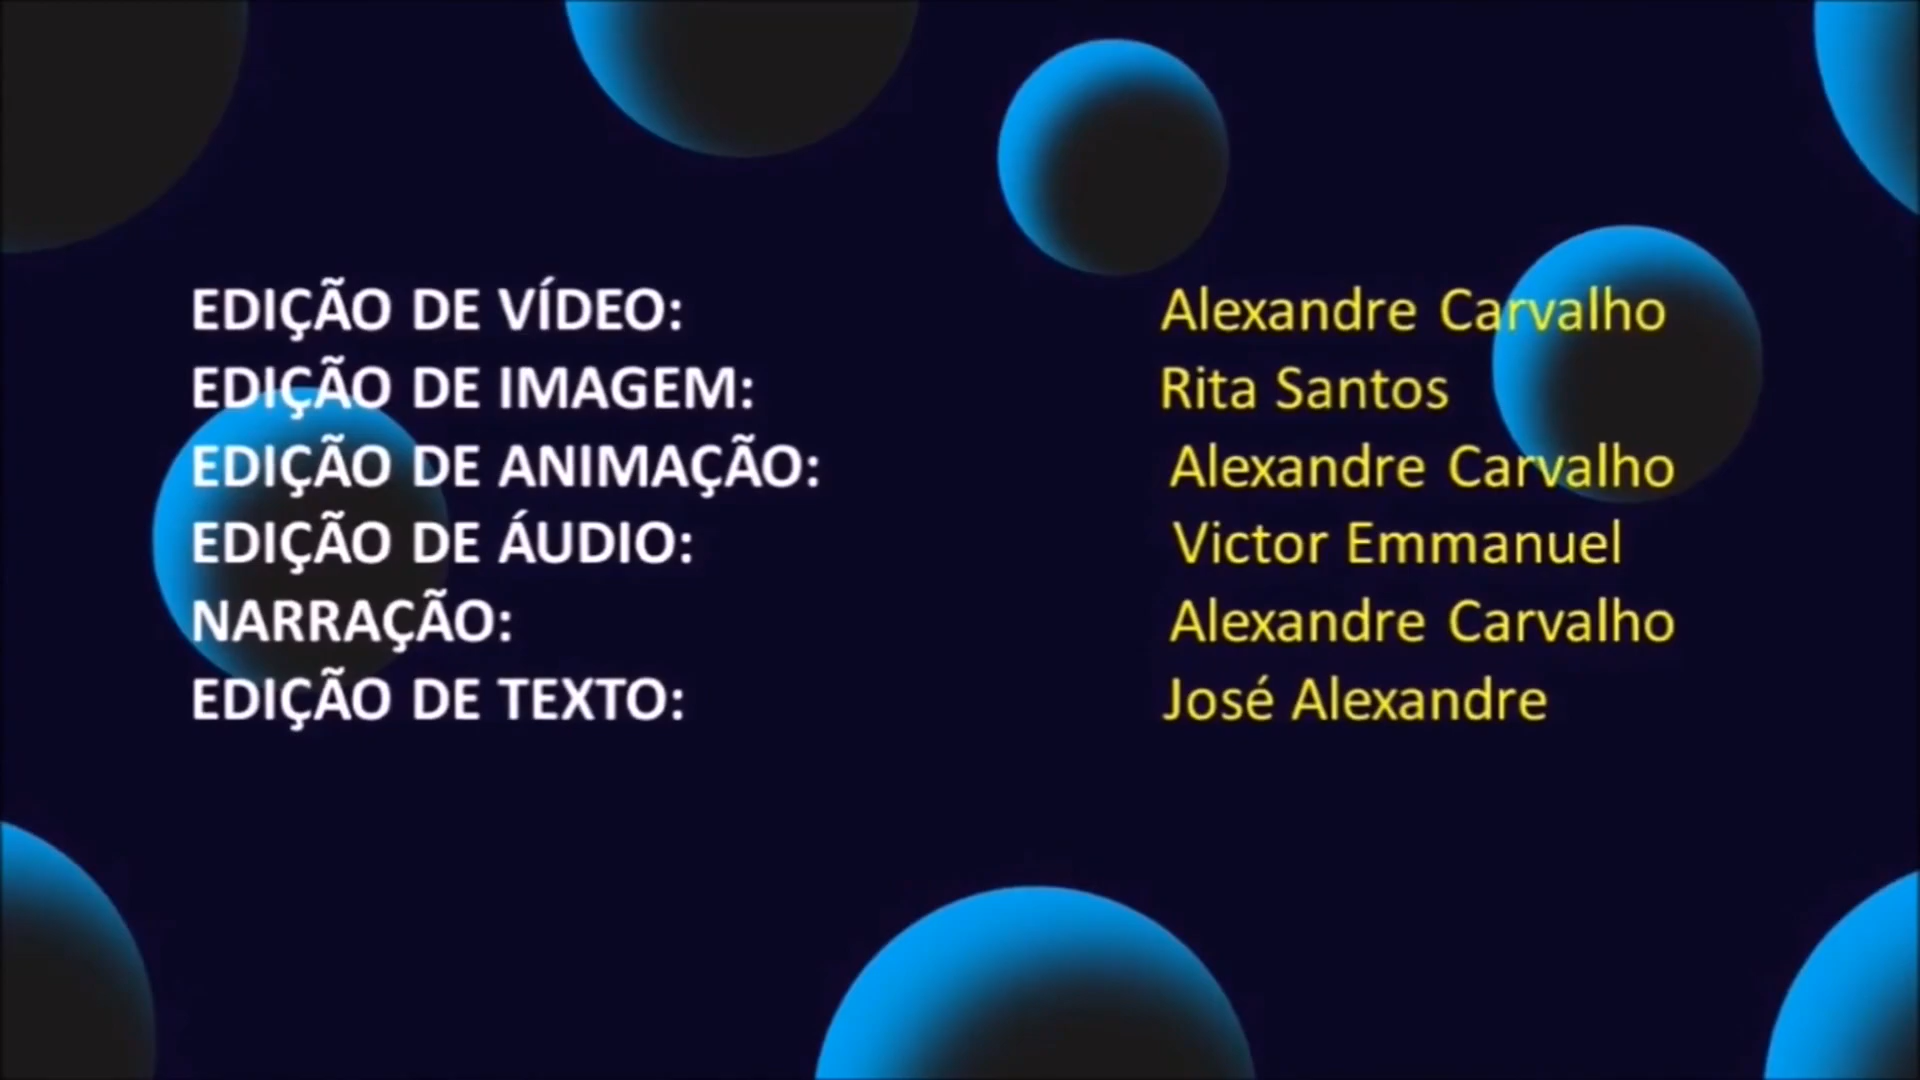 EDIÇÃO DE VÍDEO: Alexandre Carvalho
EDIÇÃO DE IMAGEM: Rita Santos
EDIÇÃO DE ANIMAÇÃO: Alexandre Carvalho
EDIÇÃO DE ÁUDIO: Victor Emmanuel
NARRAÇÃO: Alexandre Carvalho
EDIÇÃO DE TEXTO: José Alexandre